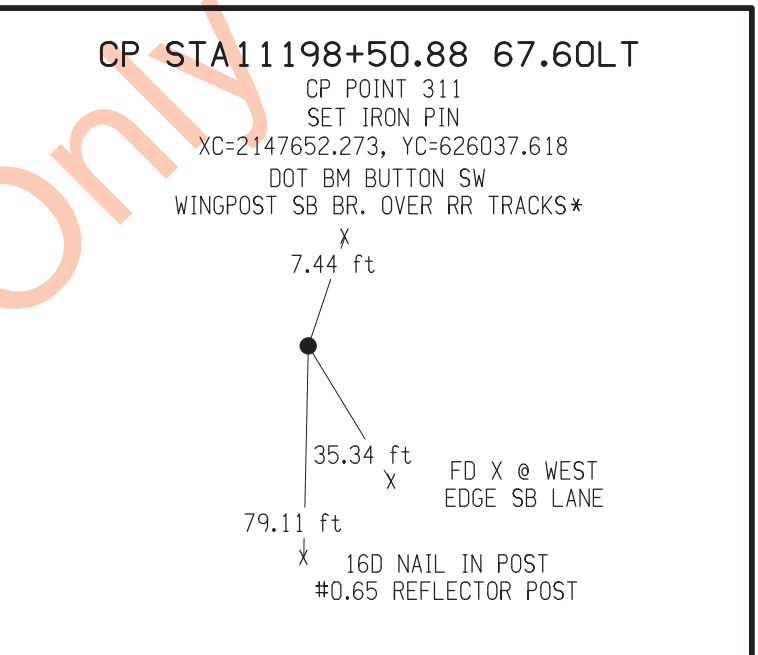 CP STA11198+50.88 67.60LT
CP POINT 311
SET IRON PIN
XC=2147652.273, YC=626037.618
DOT BM BUTTON SW
WINGPOST SB BR. OVER RR TRACKS*
X
7.44 ft
35.34 ft
X
FD X @ WEST
EDGE SB LANE
79.11 ft
X
16D NAIL IN POST
#0.65 REFLECTOR POST
Only